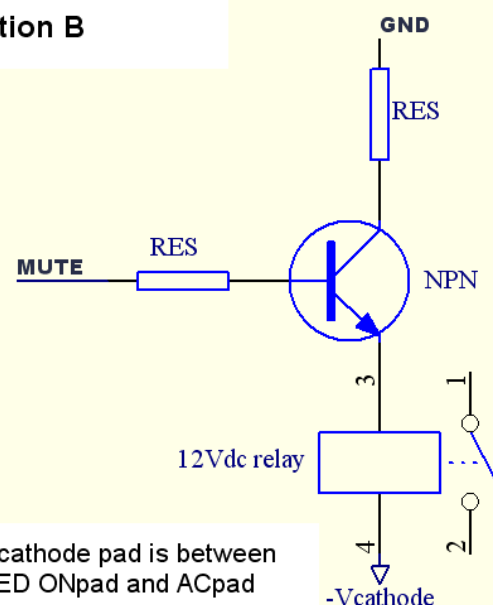 tion B
GND
RES
RES
MUTE
NPN
3
1
12Vdc relay
4
2
cathode pad is between
ED ONpad and ACpad
-Vcathode